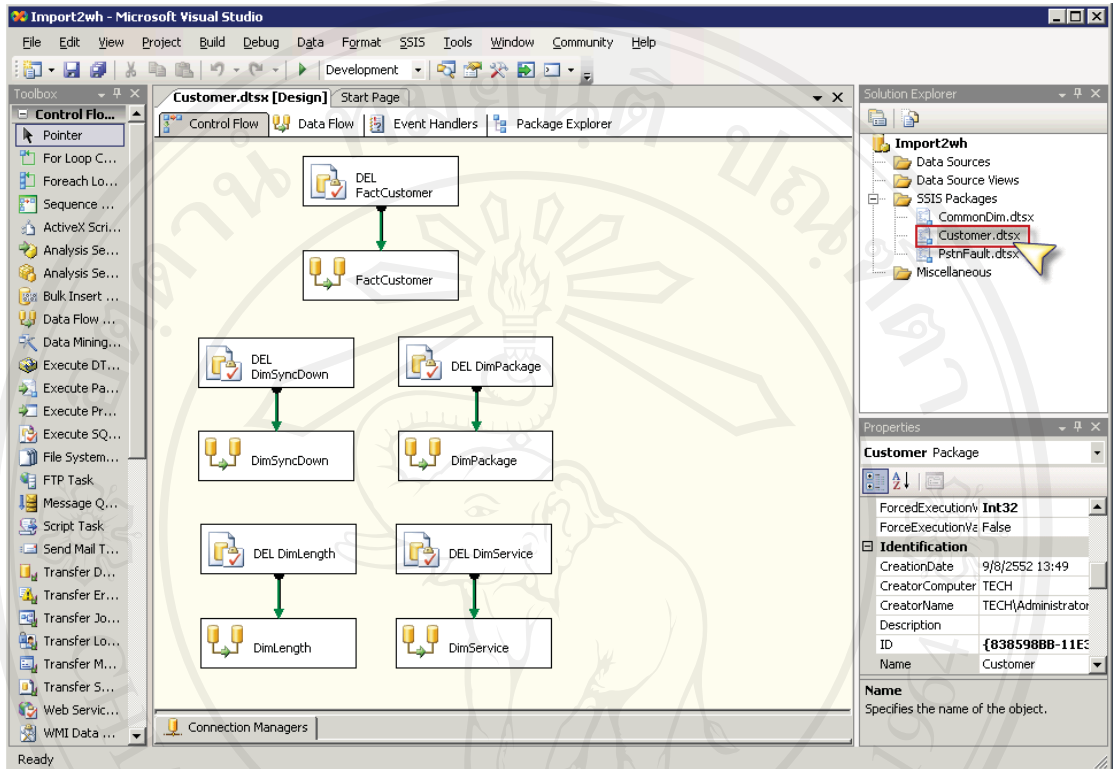 Import2wh - Microsoft Visual Studio
File Edit View Project Build Debug Data Format SSIS Tools Window Community Help
Development
Toolbox
Control Flo...
Pointer
For Loop C...
Foreach Lo...
Sequence ...
ActiveX Scri...
Analysis Se...
Analysis Se...
Bulk Insert ...
Data Flow ...
Data Mining...
Execute DT...
Execute Pa...
Execute Pr...
Execute SQ...
File System...
FTP Task
Message Q...
Script Task
Send Mail T...
Transfer D...
Transfer Er...
Transfer Jo...
Transfer Lo...
Transfer M...
Transfer S...
Web Servic...
WMI Data ...
Customer.dtsx [Design] Start Page
Control Flow Data Flow Event Handlers Package Explorer
DEL
FactCustomer
FactCustomer
DEL
DimSyncDown
DEL DimPackage
DimSyncDown
DimPackage
DEL DimLength
DEL DimService
DimLength
DimService
Connection Managers
Solution Explorer
Import2wh
Data Sources
Data Source Views
SSIS Packages
CommonDim.dtsx
Customer.dtsx
PstnFault.dtsx
Miscellaneous
Properties
Customer Package
ForcedExecutionV Int32
ForceExecutionVa False
Identification
CreationDate 9/8/2552 13:49
CreatorComputer TECH
CreatorName TECH\Administrator
Description
ID {838598BB-11E3
Name Customer
Name
Specifies the name of the object.
Ready